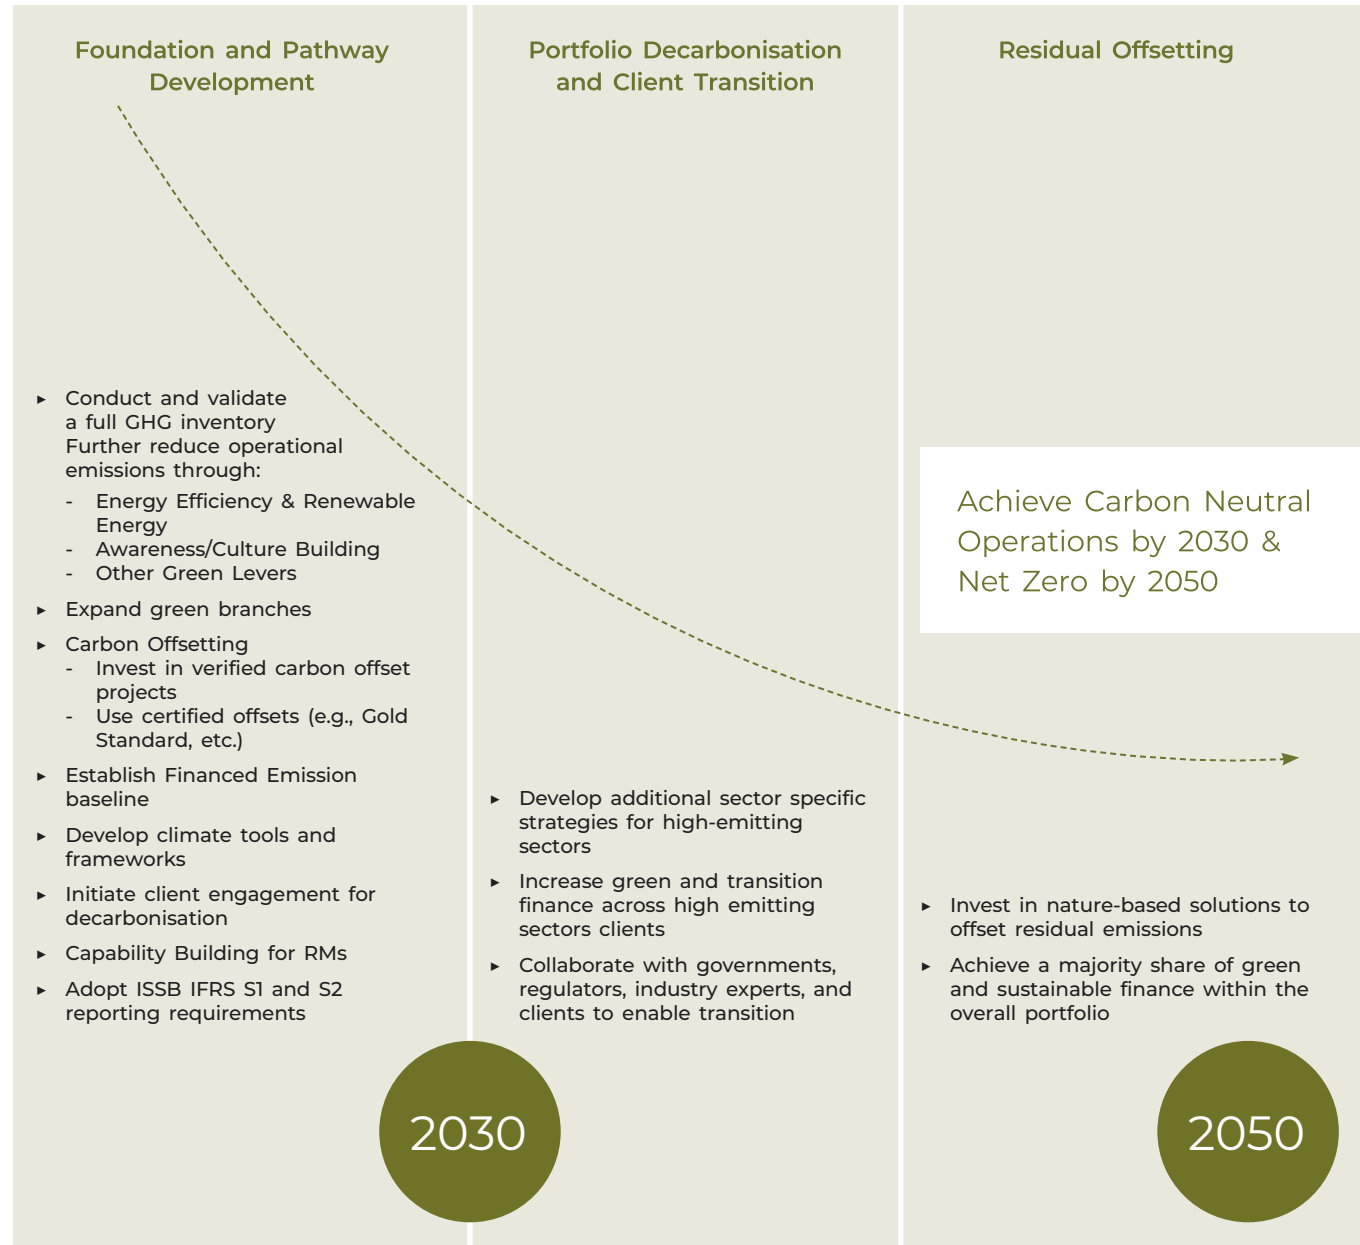 Foundation and Pathway
Development
▸ Conduct and validate
a full GHG inventory
Further reduce operational
emissions through:
- Energy Efficiency & Renewable
Energy
- Awareness/Culture Building
- Other Green Levers
▸ Expand green branches
▸ Carbon Offsetting
- Invest in verified carbon offset
projects
- Use certified offsets (e.g., Gold
Standard, etc.)
▸ Establish Financed Emission
baseline
▸ Develop climate tools and
frameworks
▸ Initiate client engagement for
decarbonisation
▸ Capability Building for RMs
▸ Adopt ISSB IFRS S1 and S2
reporting requirements
2030
Portfolio Decarbonisation
and Client Transition
▸ Develop additional sector specific
strategies for high-emitting
sectors
▸ Increase green and transition
finance across high emitting
sectors clients
▸ Collaborate with governments,
regulators, industry experts, and
clients to enable transition
Residual Offsetting
Achieve Carbon Neutral
Operations by 2030 &
Net Zero by 2050
▸ Invest in nature-based solutions to
offset residual emissions
▸ Achieve a majority share of green
and sustainable finance within the
overall portfolio
2050